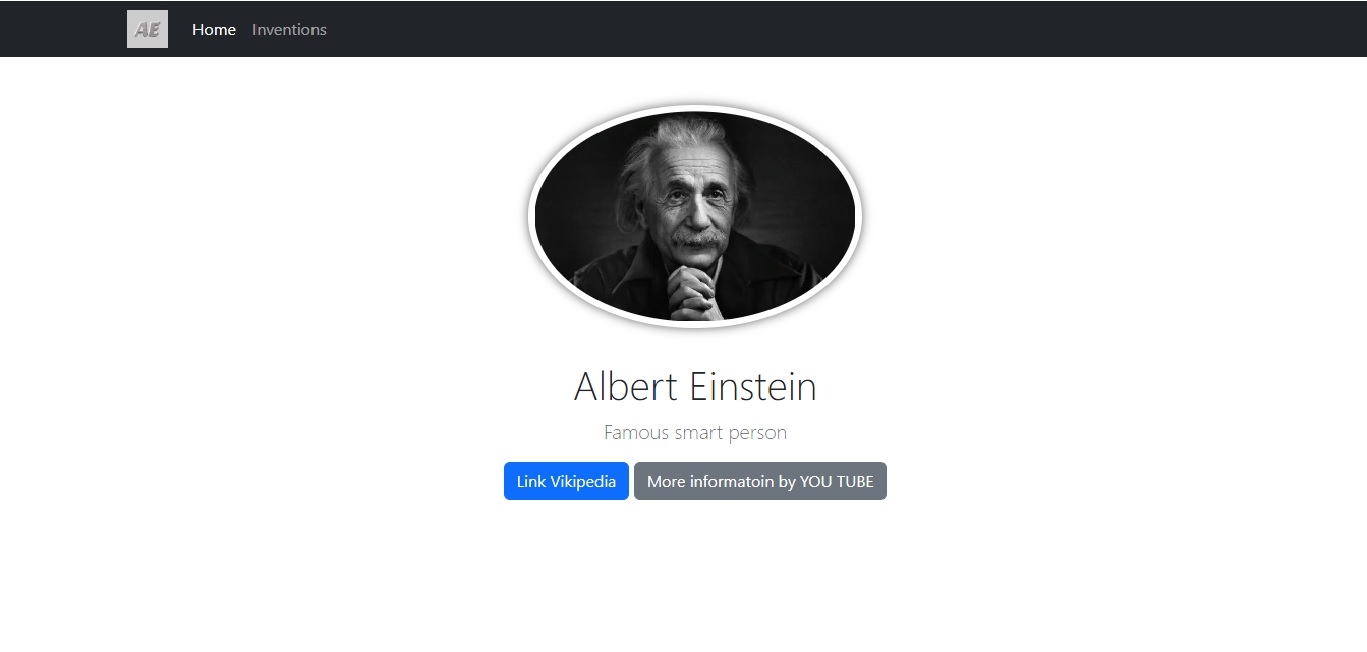 AE
Home Inventions
Albert Einstein
Famous smart person
Link Vikipedia More informatoin by YOU TUBE